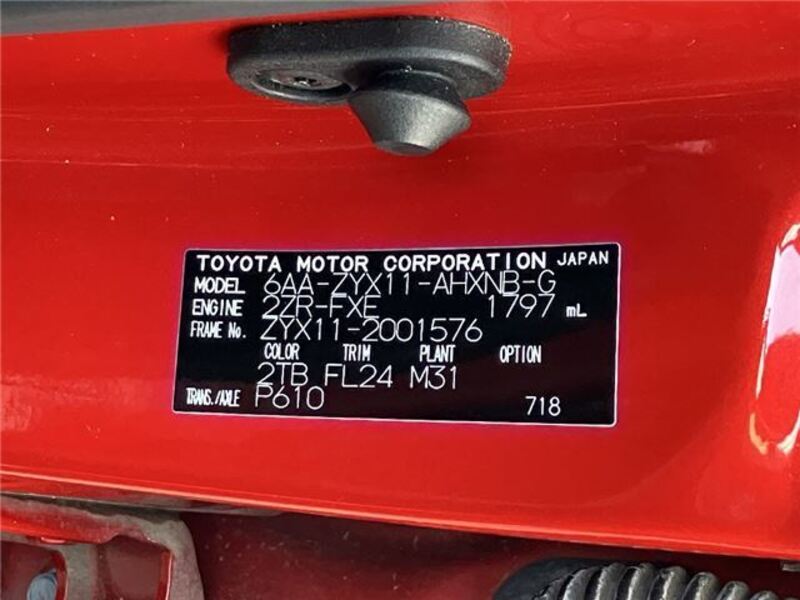 TOYOTA MOTOR CORPORATION JAPAN
MODEL 6AA-ZYX11-AHXNB-G
ENGINE 2ZR-FXE 1797 mL
FRAME No. ZYX11-2001576
COLOR TRIM PLANT OPTION
2TB FL24 M31
TRANS./AXLE P610 718